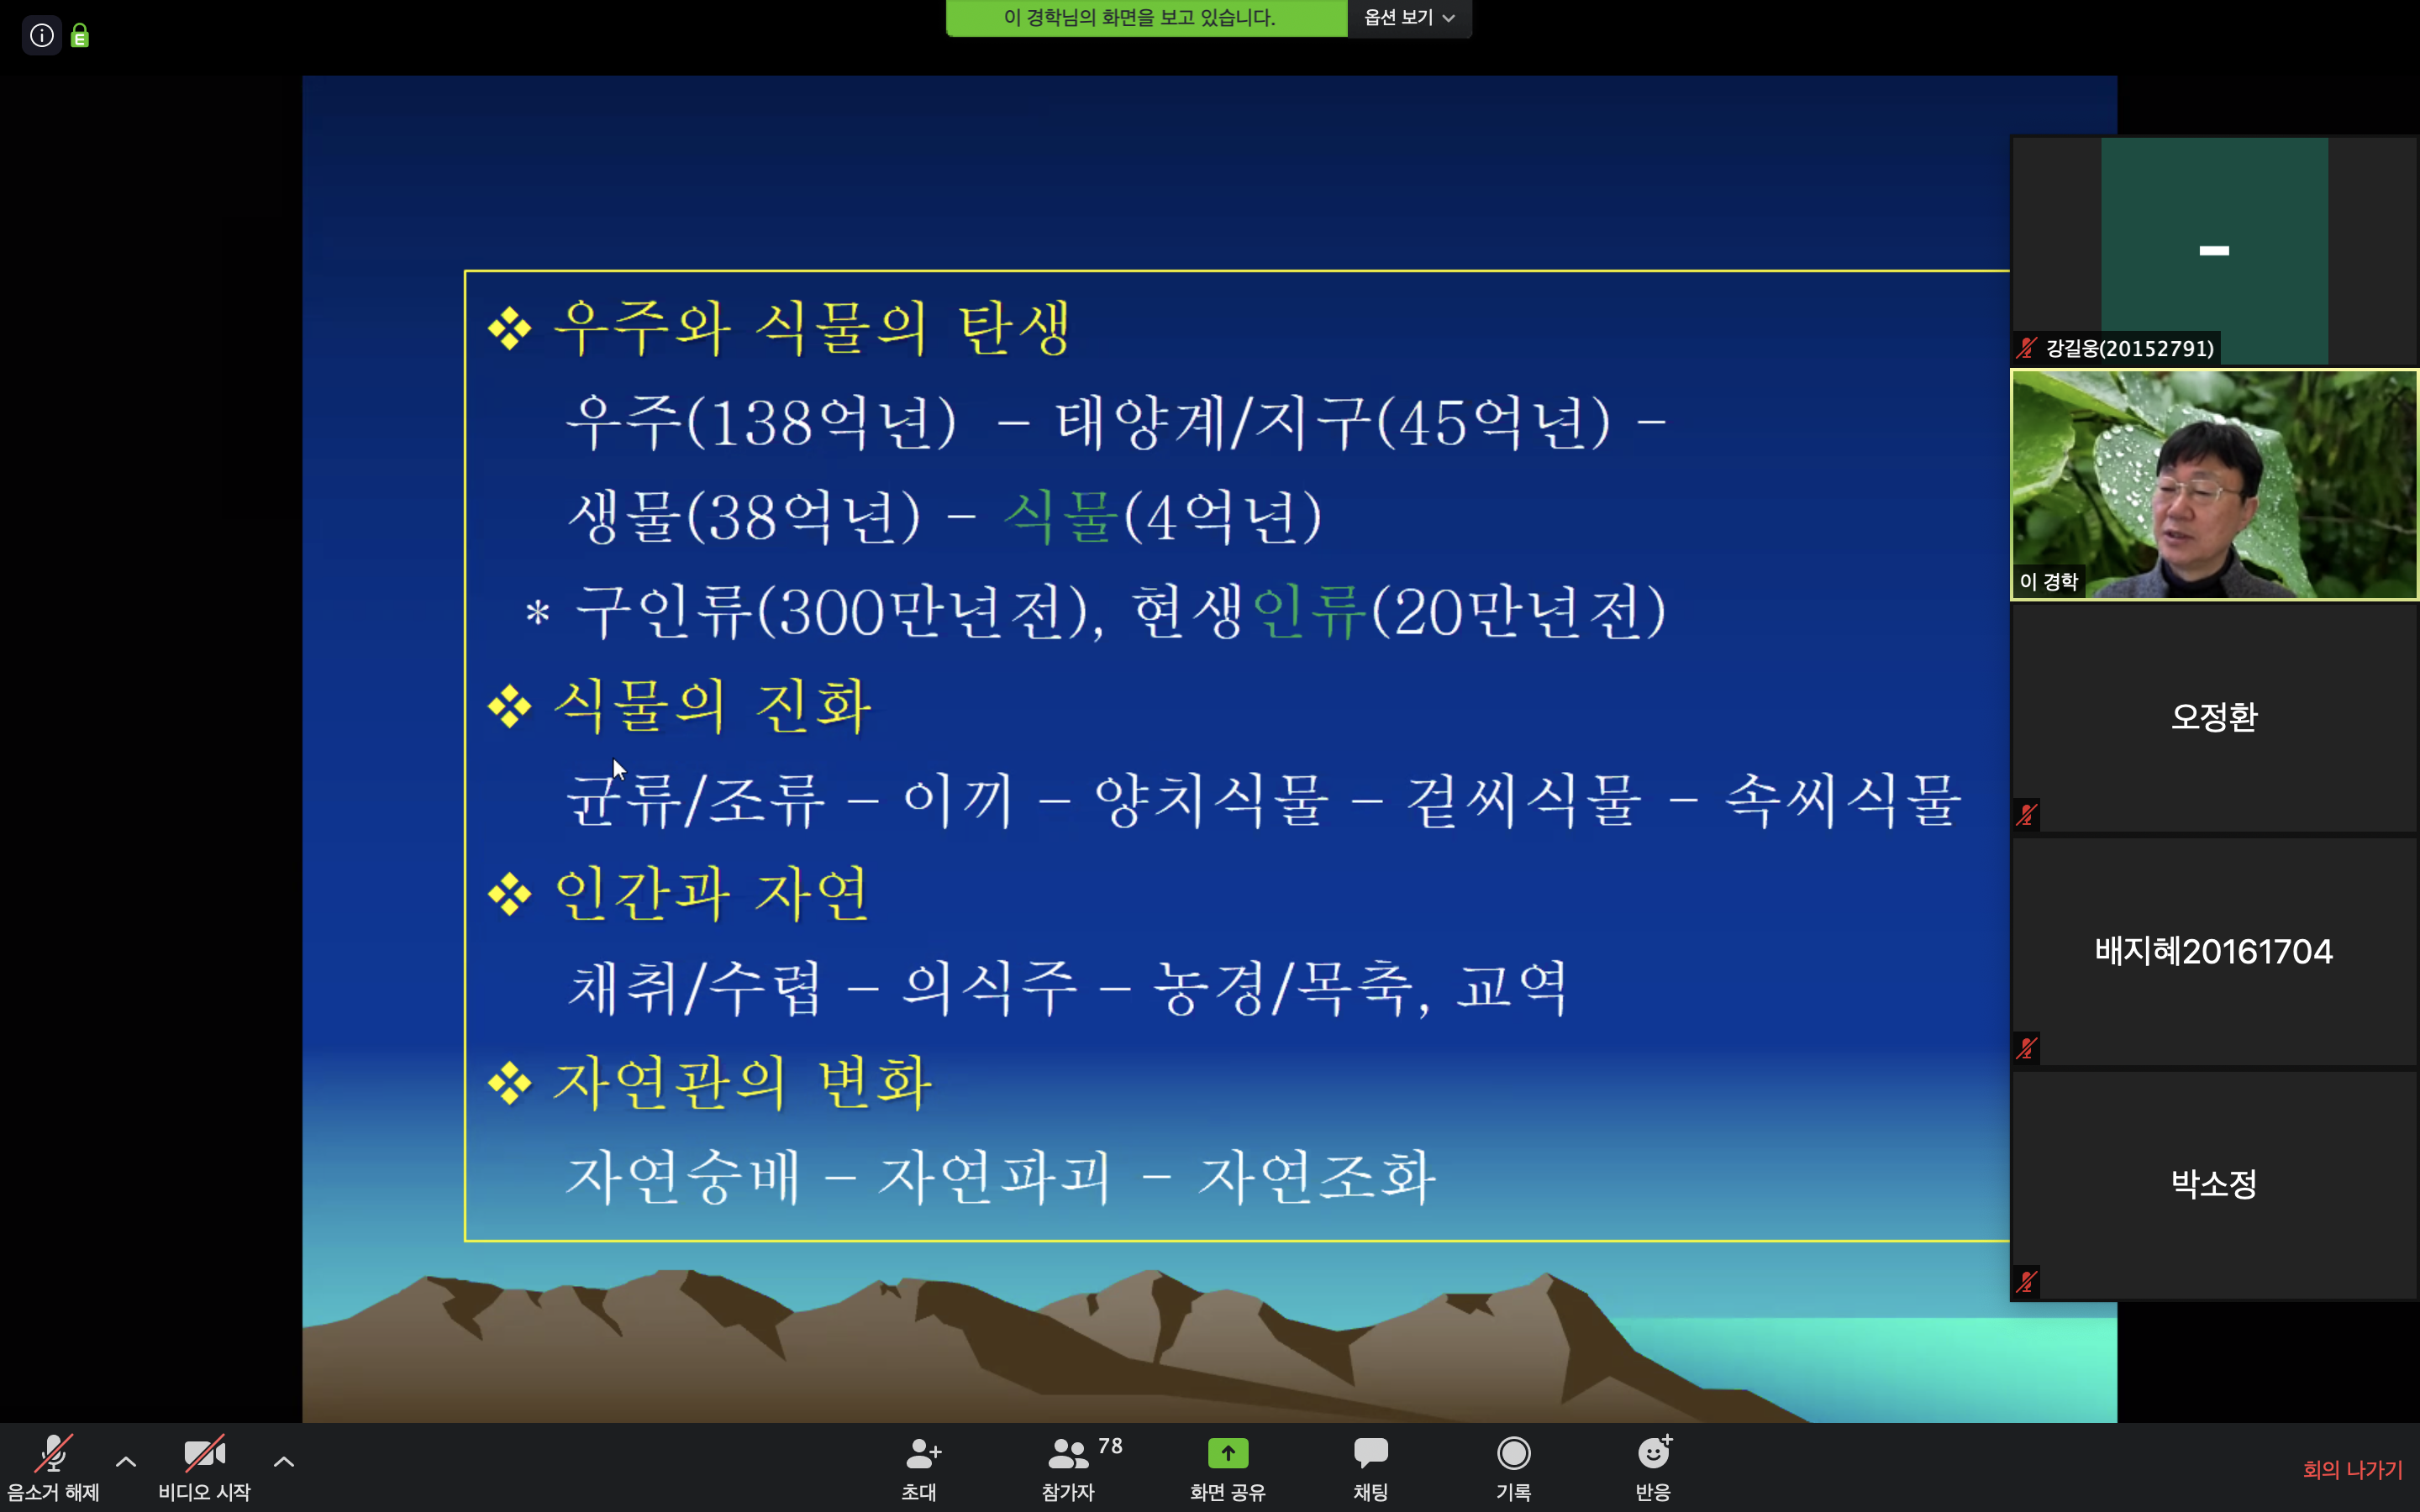 이 경학님의 화면을 보고 있습니다. 옵션 보기
❖ 우주와 식물의 탄생
우주(138억년) – 태양계/지구(45억년) –
생물(38억년) – 식물(4억년)
* 구인류(300만년전), 현생인류(20만년전)
❖ 식물의 진화
균류/조류 – 이끼 – 양치식물 – 겉씨식물 – 속씨식물
❖ 인간과 자연
채취/수렵 – 의식주 – 농경/목축, 교역
❖ 자연관의 변화
자연숭배 – 자연파괴 – 자연조화
-
강길웅(20152791)
이 경학
오정환
배지혜20161704
박소정
음소거 해제
비디오 시작
초대
참가자 78
화면 공유
채팅
기록
반응
회의 나가기